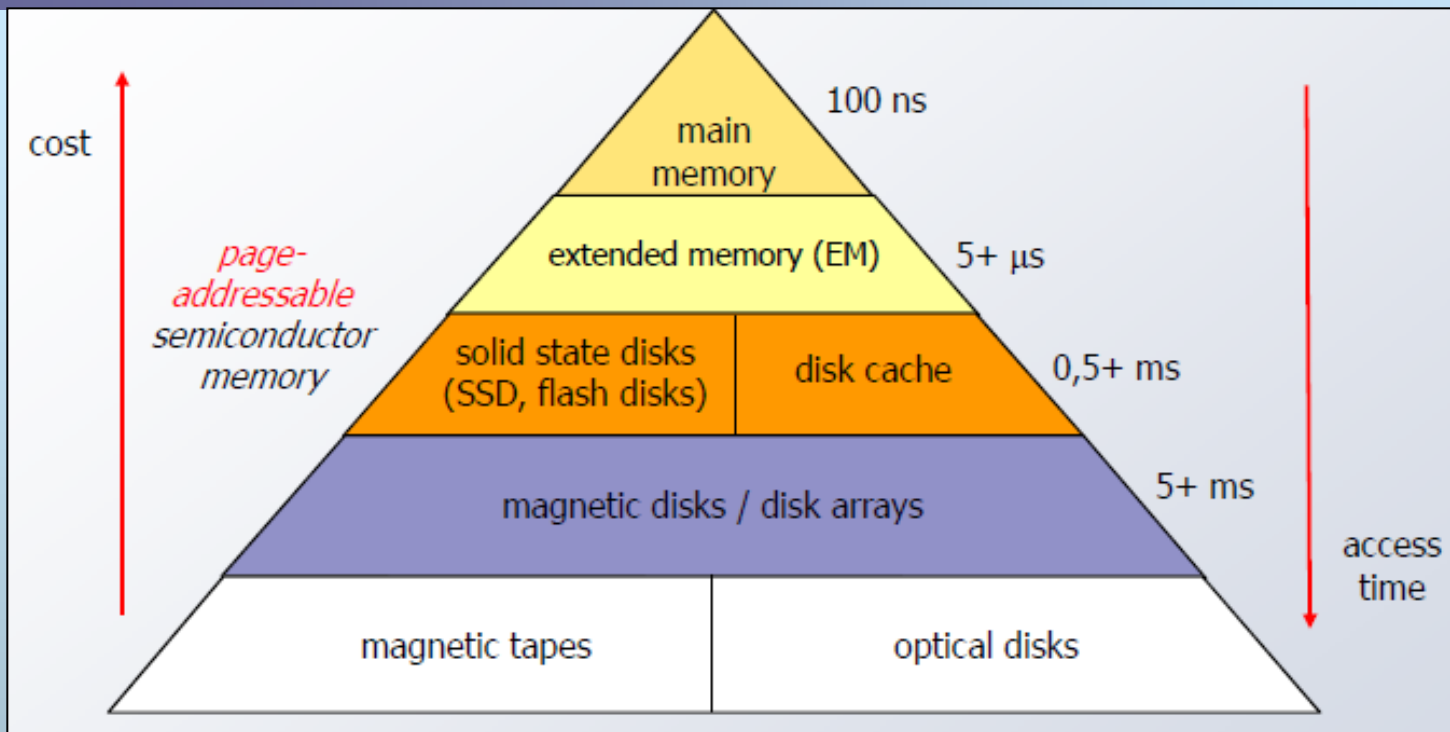 cost
100 ns
main
memory
page-
addressable
semiconductor
memory
extended memory (EM)
5+ μs
solid state disks
(SSD, flash disks)
disk cache
0,5+ ms
magnetic disks / disk arrays
5+ ms
access
time
magnetic tapes
optical disks